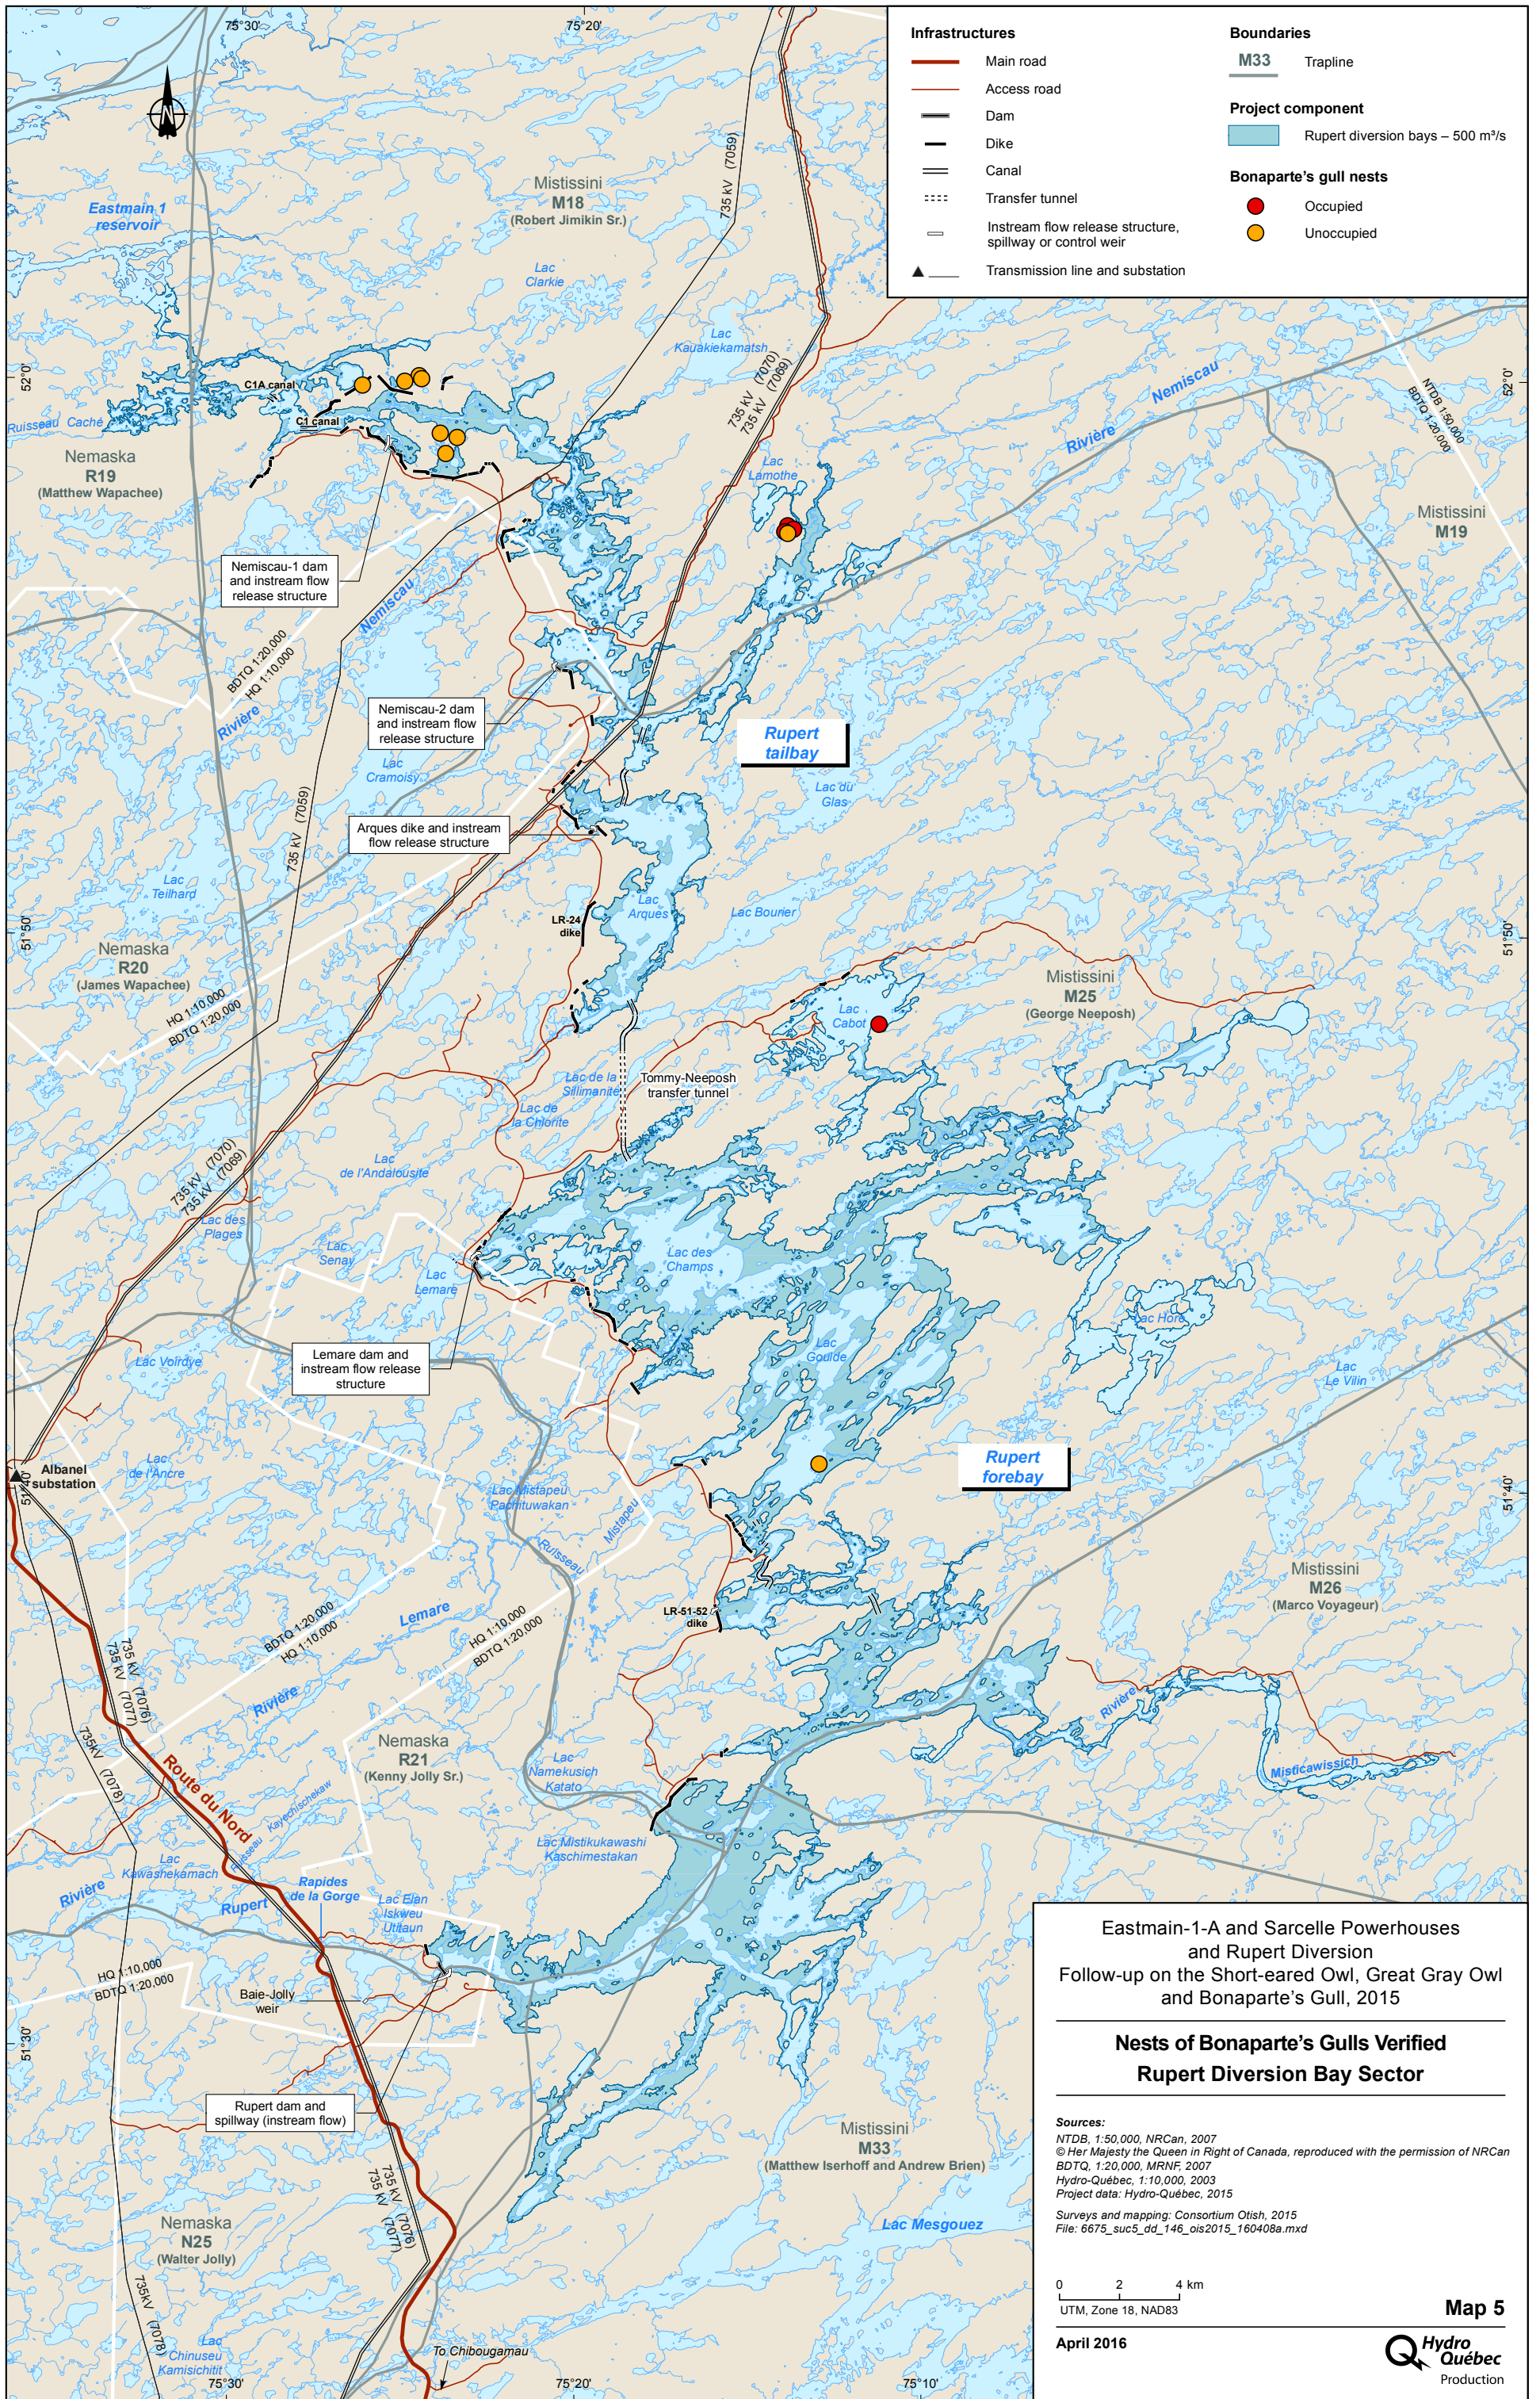 75°30'
75°20'
Infrastructures
Main road
Access road
Dam
Dike
Canal
Transfer tunnel
Instream flow release structure,
spillway or control weir
Transmission line and substation
Boundaries
M33
Trapline
Project component
Rupert diversion bays – 500 m³/s
Bonaparte's gull nests
Occupied
Unoccupied
735 kV (7059)
Mistissini
M18
(Robert Jimikin Sr.)
Eastmain 1
reservoir
Lac
Clarkie
Lac
Kauakiekamatsh
52°0'
52°0'
C1A canal
C1 canal
Ruisseau Caché
735 kV (7070)
735 kV (7069)
Rivière
Nemiscau
NTDB 1:50,000
BDTQ 1:20,000
Nemaska
R19
(Matthew Wapachee)
Lac
Lamothe
Mistissini
M19
Nemiscau-1 dam
and instream flow
release structure
Nemiscau
Rivière
BDTQ 1:20,000
HQ 1:10,000
Nemiscau-2 dam
and instream flow
release structure
Rupert
tailbay
Lac
Cramoisy
Lac du
Glas
735 kV (7059)
Arques dike and instream
flow release structure
Lac
Teilhard
Lac
Arques
Lac Bourier
LR-24
dike
51°50'
51°50'
Nemaska
R20
(James Wapachee)
Mistissini
M25
(George Neeposh)
HQ 1:10,000
BDTQ 1:20,000
Lac
Cabot
Lac de la
Sillimanite
Tommy-Neeposh
transfer tunnel
Lac de
la Chlorite
Lac
de l'Andalousite
735 kV (7070)
735 kV (7069)
Lac des
Plages
Lac
Senay
Lac
Lemare
Lac des
Champs
Lac Hore
Lemare dam and
instream flow release
structure
Lac Voirdye
Lac
Goulde
Lac
Le Vilin
Rupert
forebay
Albanel
substation
51°40'
51°40'
Lac
de l'Ancre
Lac Mistapeu
Pachituwakan
Ruisseau
Mistapeu
LR-51-52
dike
Mistissini
M26
(Marco Voyageur)
BDTQ 1:20,000
HQ 1:10,000
Lemare
Rivière
HQ 1:10,000
BDTQ 1:20,000
735 kV (7076)
735 kV (7077)
735kV (7078)
Rivière
Misticawissich
Nemaska
R21
(Kenny Jolly Sr.)
Lac
Namekusich
Katato
Route du Nord
Ruisseau Kayechischekaw
Lac Mistikukawashi
Kaschimestakan
Lac
Kawashekamach
Rivière
Rupert
Rapides
de la Gorge
Lac Elan
Iskweu
Utitaun
HQ 1:10,000
BDTQ 1:20,000
Baie-Jolly
weir
51°30'
Rupert dam and
spillway (instream flow)
Mistissini
M33
(Matthew Iserhoff and Andrew Brien)
735 kV (7076)
735 kV (7077)
Nemaska
N25
(Walter Jolly)
Lac Mesgouez
735kV (7078)
Lac
Chinuseu
Kamisichitit
To Chibougamau
75°30'
75°20'
75°10'
Eastmain-1-A and Sarcelle Powerhouses
and Rupert Diversion
Follow-up on the Short-eared Owl, Great Gray Owl
and Bonaparte's Gull, 2015
Nests of Bonaparte's Gulls Verified
Rupert Diversion Bay Sector
Sources:
NTDB, 1:50,000, NRCan, 2007
© Her Majesty the Queen in Right of Canada, reproduced with the permission of NRCan
BDTQ, 1:20,000, MRNF, 2007
Hydro-Québec, 1:10,000, 2003
Project data: Hydro-Québec, 2015
Surveys and mapping: Consortium Otish, 2015
File: 6675_suc5_dd_146_ois2015_160408a.mxd
0 2 4 km
UTM, Zone 18, NAD83
Map 5
April 2016
Hydro
Québec
Production